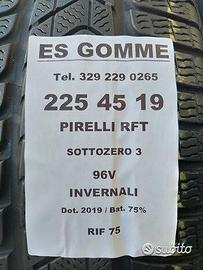 ES GOMME
Tel. 329 229 0265
225 45 19
PIRELLI RFT
SOTTOZERO 3
96V
INVERNALI
Dot. 2019 / Bat. 75%
RIF 75
subito